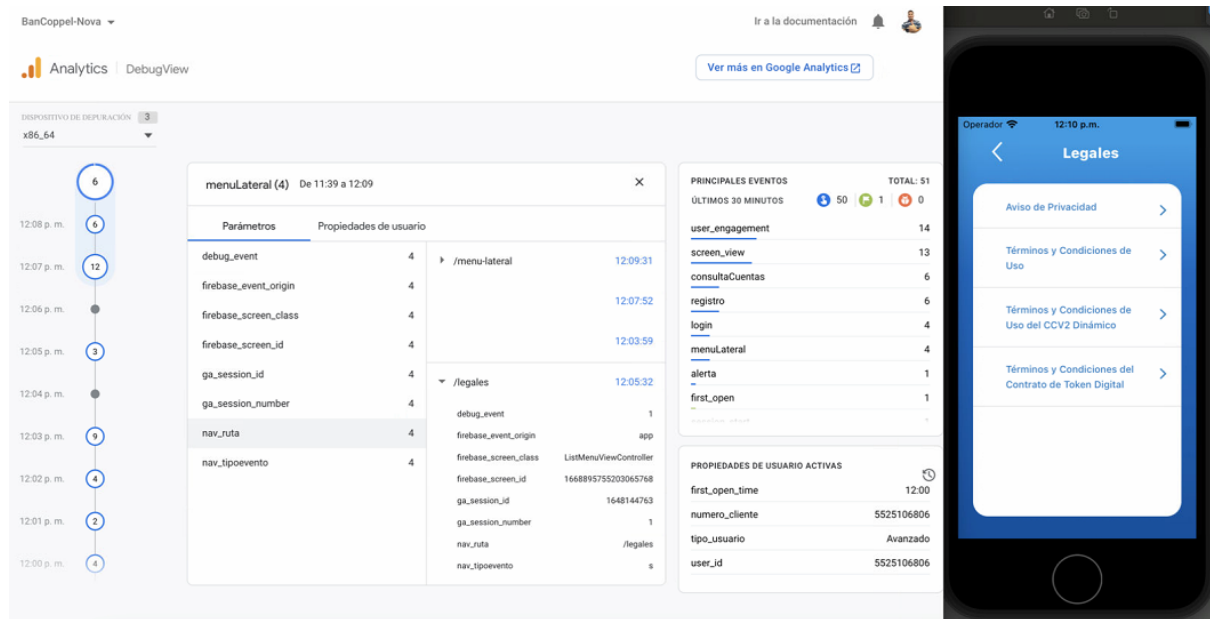 BanCoppel-Nova
Ir a la documentación
Analytics
DebugView
Ver más en Google Analytics
DISPOSITIVO DE DEPURACIÓN 3
x86_64
6
12:08 p. m. 6
12:07 p. m. 12
12:06 p. m.
12:05 p. m. 3
12:04 p. m.
12:03 p. m. 9
12:02 p. m. 4
12:01 p. m. 2
12:00 p. m. 4
menuLateral (4) De 11:39 a 12:09
Parámetros Propiedades de usuario
debug_event 4
firebase_event_origin 4
firebase_screen_class 4
firebase_screen_id 4
ga_session_id 4
ga_session_number 4
nav_ruta 4
nav_tipoevento 4
/menu-lateral 12:09:31
12:07:52
12:03:59
/legales 12:05:32
debug_event 1
firebase_event_origin app
firebase_screen_class ListMenuViewController
firebase_screen_id 1668895755203065768
ga_session_id 1648144763
ga_session_number 1
nav_ruta /legales
nav_tipoevento s
PRINCIPALES EVENTOS TOTAL: 51
ÚLTIMOS 30 MINUTOS 50 1 0
user_engagement 14
screen_view 13
consultaCuentas 6
registro 6
login 4
menuLateral 4
alerta 1
first_open 1
session_start 1
PROPIEDADES DE USUARIO ACTIVAS
first_open_time 12:00
numero_cliente 5525106806
tipo_usuario Avanzado
user_id 5525106806
Operador 12:10 p.m.
Legales
Aviso de Privacidad
Términos y Condiciones de
Uso
Términos y Condiciones de
Uso del CCV2 Dinámico
Términos y Condiciones del
Contrato de Token Digital